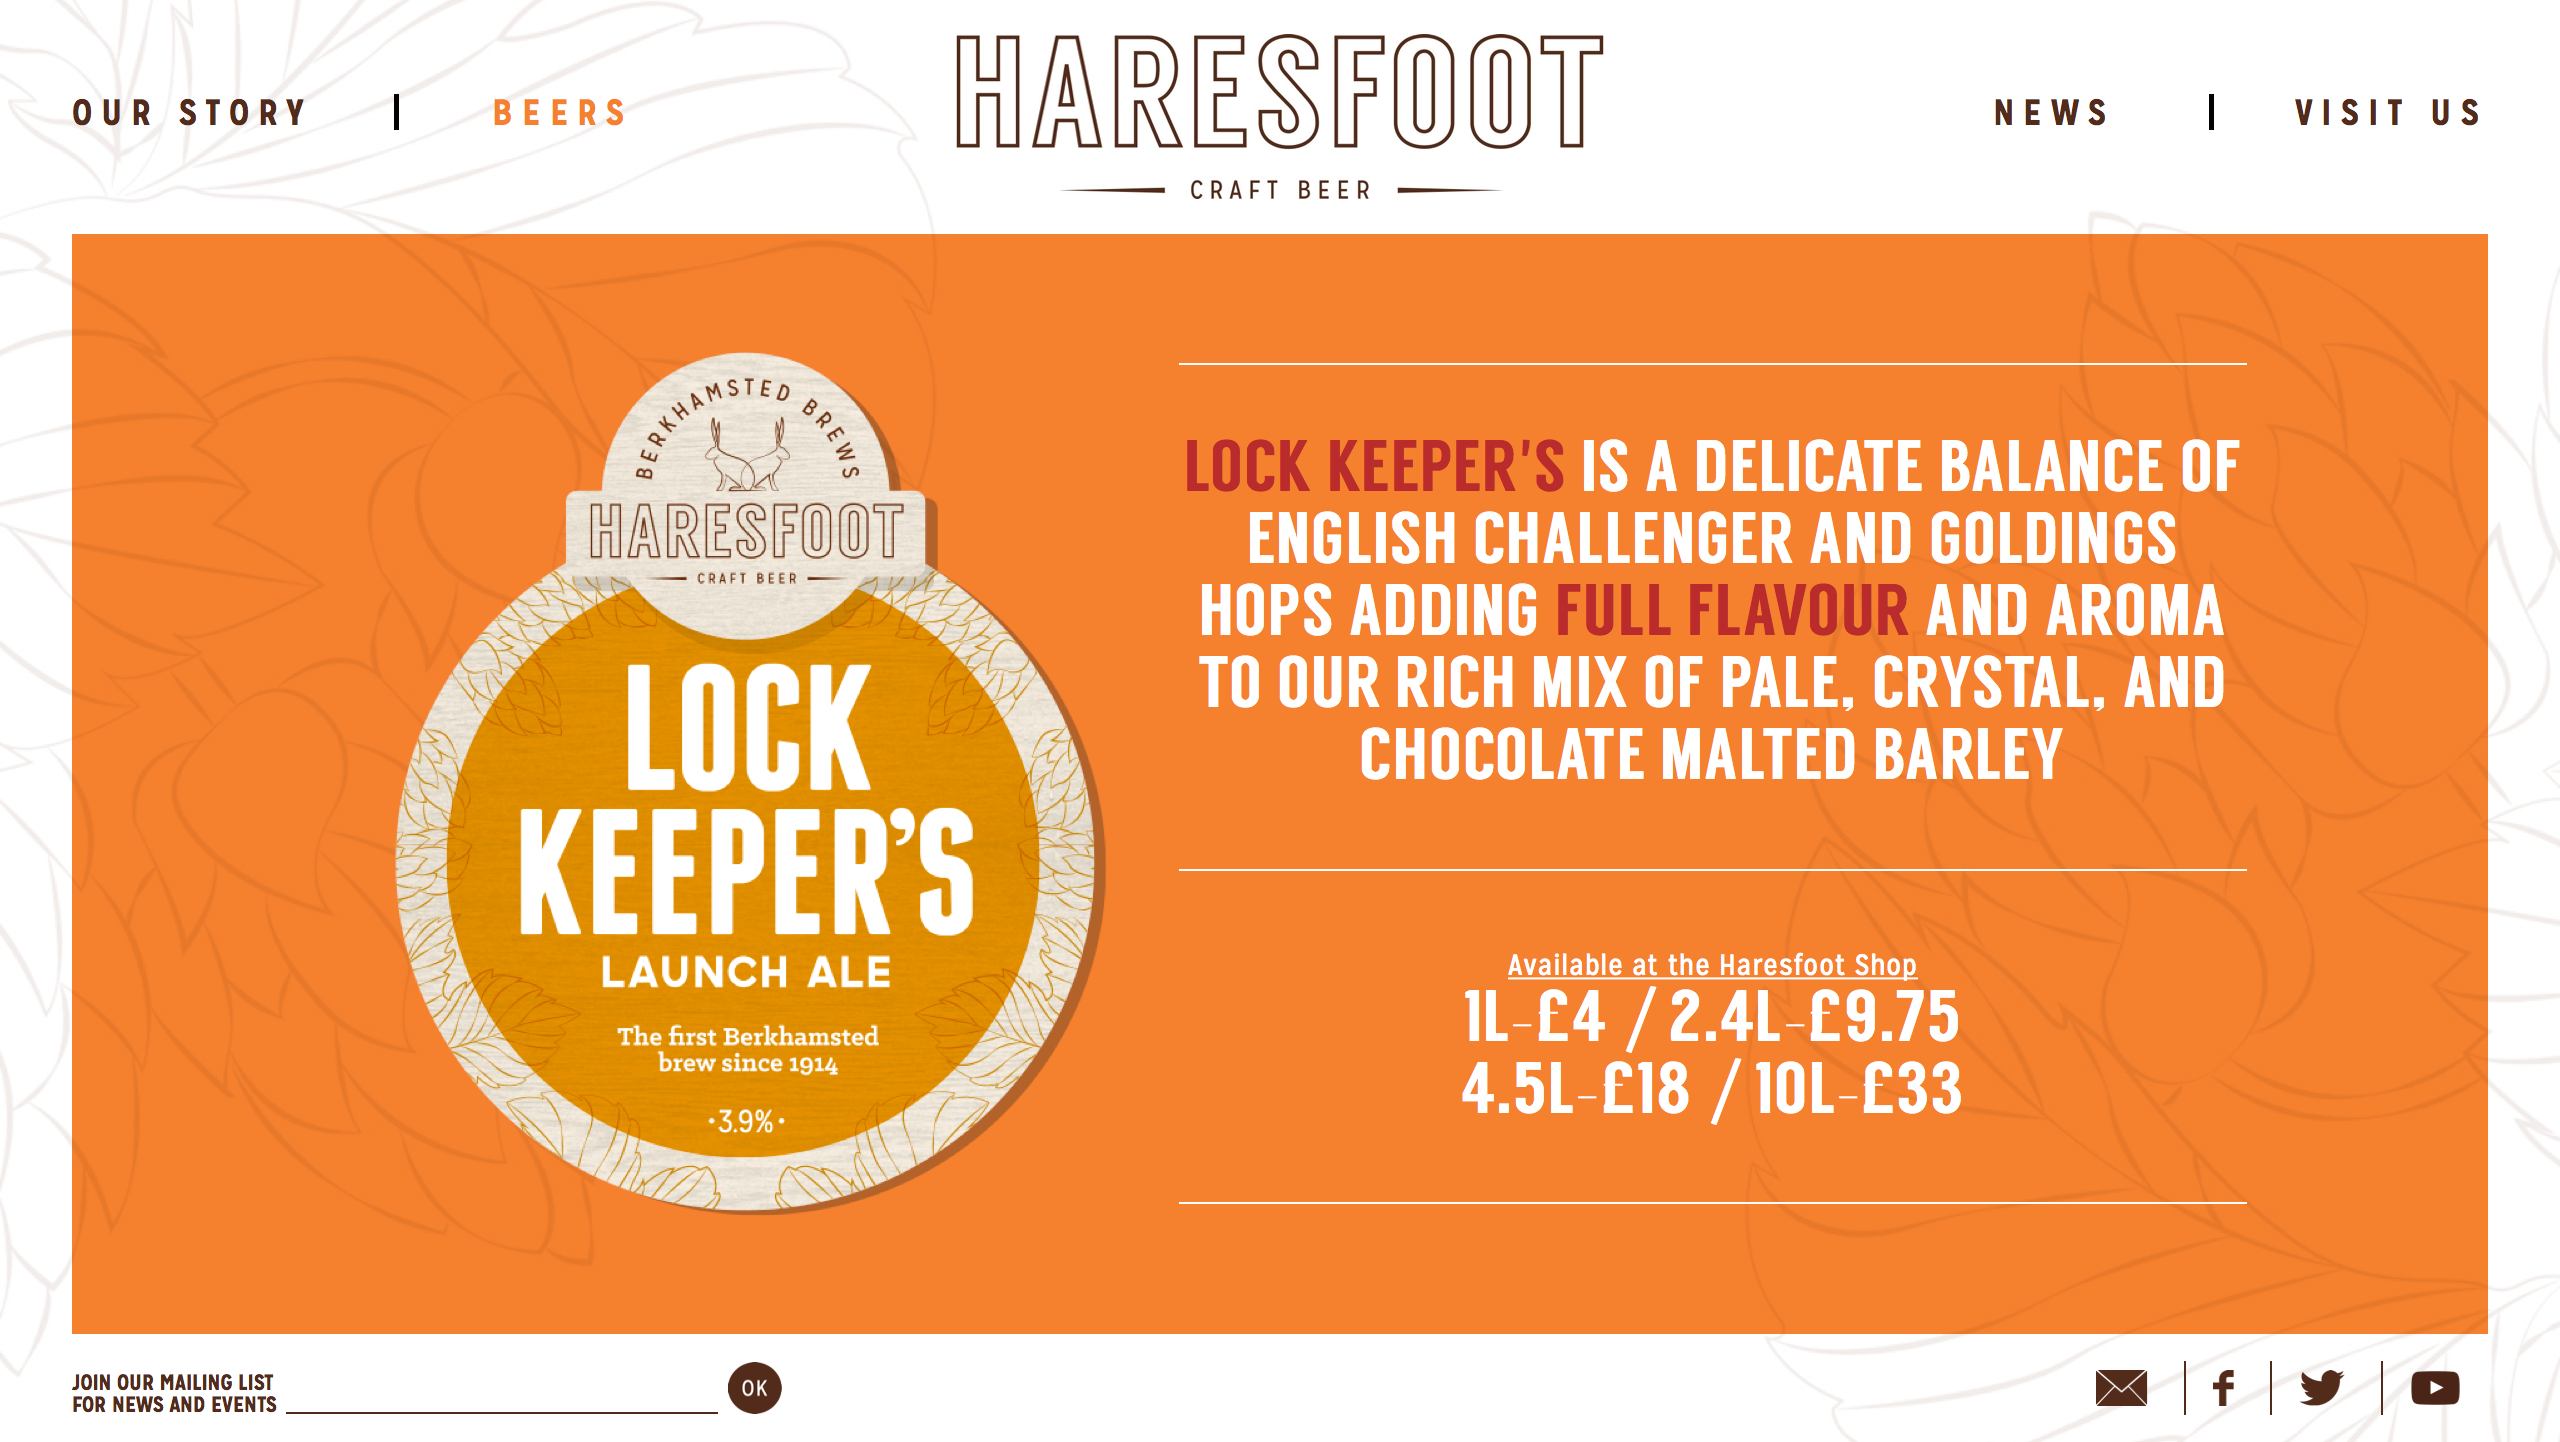 OUR STORY | BEERS
HARESFOOT
CRAFT BEER
NEWS | VISIT US
BERKHAMSTED BREWS
HARESFOOT
CRAFT BEER
LOCK
KEEPER’S
LAUNCH ALE
The first Berkhamsted
brew since 1914
·3.9%·
LOCK KEEPER'S IS A DELICATE BALANCE OF
ENGLISH CHALLENGER AND GOLDINGS
HOPS ADDING FULL FLAVOUR AND AROMA
TO OUR RICH MIX OF PALE, CRYSTAL, AND
CHOCOLATE MALTED BARLEY
Available at the Haresfoot Shop
1L-£4 / 2.4L-£9.75
4.5L-£18 / 10L-£33
JOIN OUR MAILING LIST
FOR NEWS AND EVENTS
OK